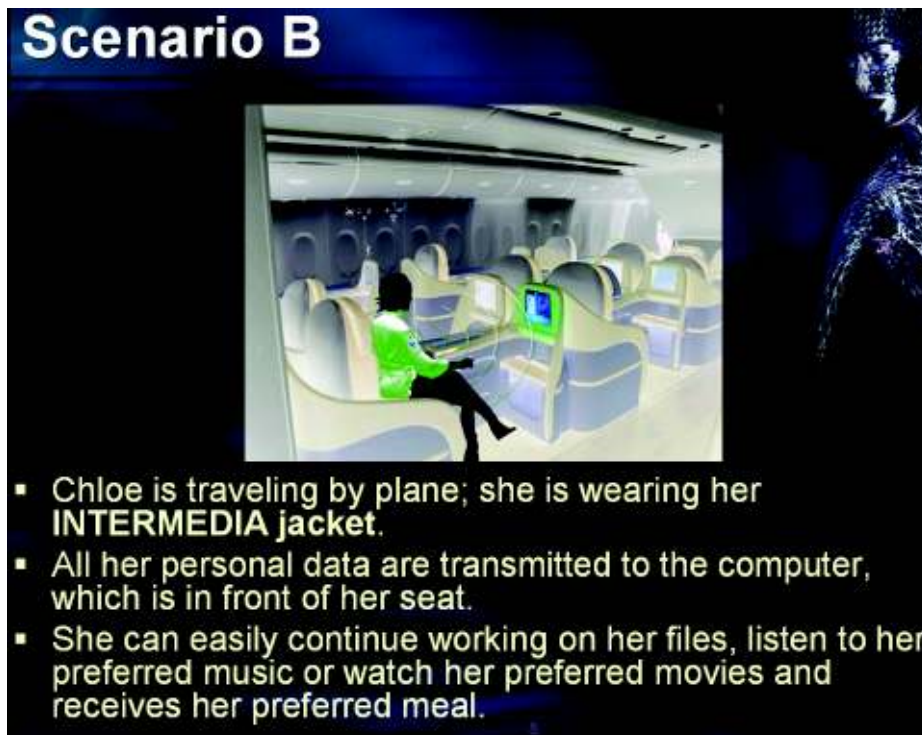 Scenario B
▪ Chloe is traveling by plane; she is wearing her
INTERMEDIA jacket.
▪ All her personal data are transmitted to the computer,
which is in front of her seat.
▪ She can easily continue working on her files, listen to her
preferred music or watch her preferred movies and
receives her preferred meal.